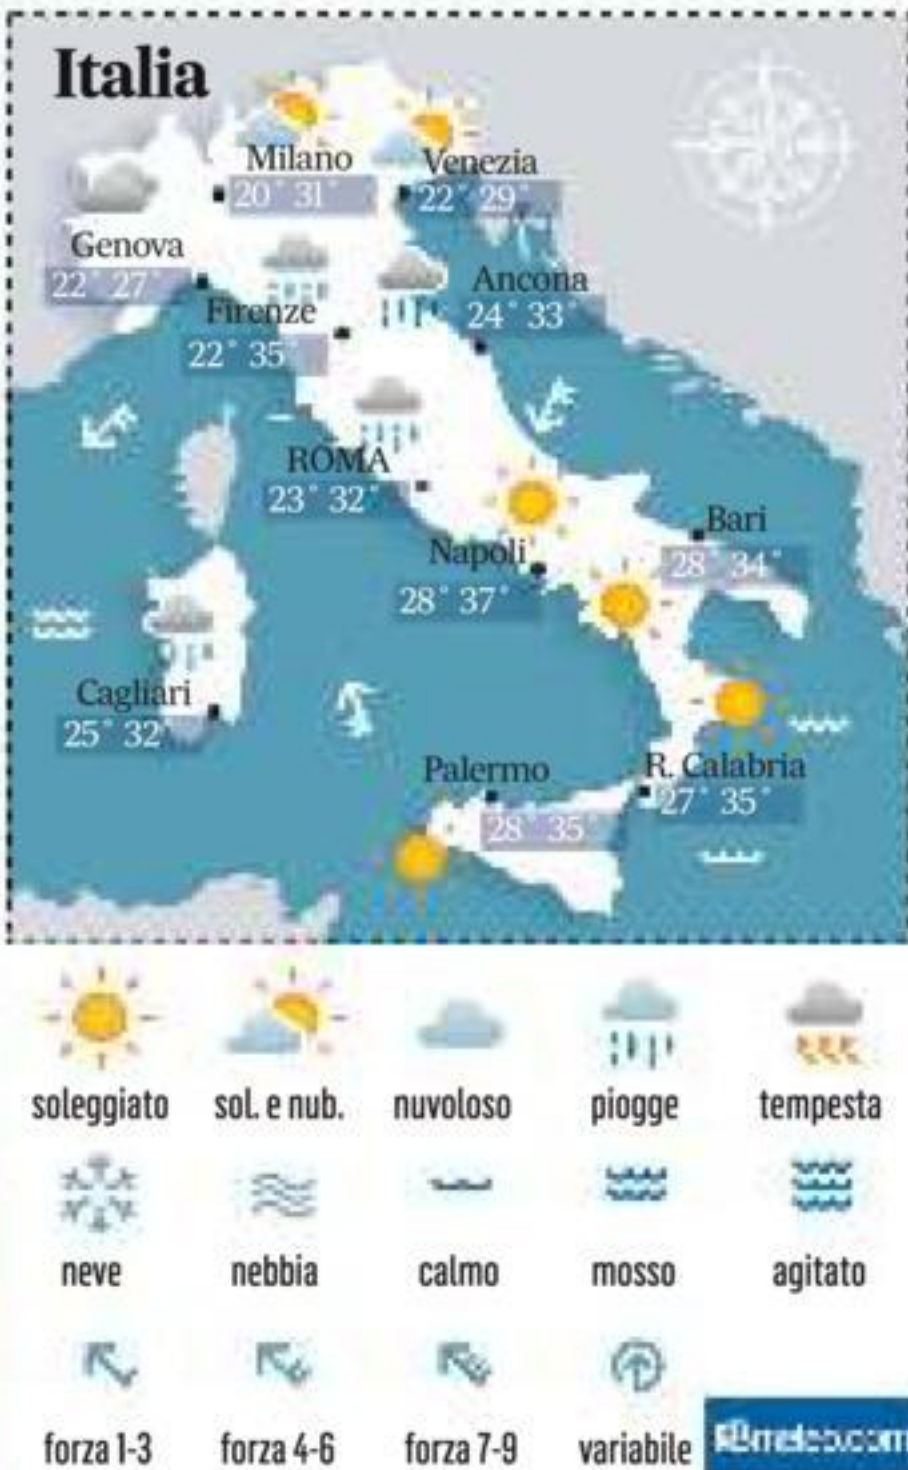 Italia
Milano
20° 31°
Venezia
22° 29°
Genova
22° 27°
Firenze
22° 35°
Ancona
24° 33°
ROMA
23° 32°
Bari
28° 34°
Napoli
28° 37°
Cagliari
25° 32°
Palermo
28° 35°
R. Calabria
27° 35°
soleggiato sol. e nub. nuvoloso piogge tempesta
neve nebbia calmo mosso agitato
forza 1-3 forza 4-6 forza 7-9 variabile